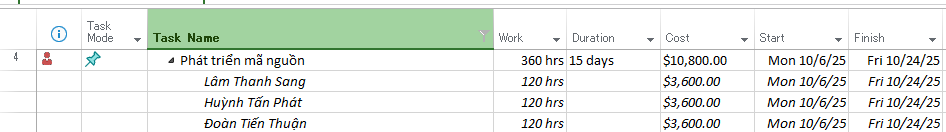 Task Mode Task Name Work Duration Cost Start Finish
4 Phát triển mã nguồn 360 hrs 15 days $10,800.00 Mon 10/6/25 Fri 10/24/25
Lâm Thanh Sang 120 hrs $3,600.00 Mon 10/6/25 Fri 10/24/25
Huỳnh Tấn Phát 120 hrs $3,600.00 Mon 10/6/25 Fri 10/24/25
Đoàn Tiến Thuận 120 hrs $3,600.00 Mon 10/6/25 Fri 10/24/25